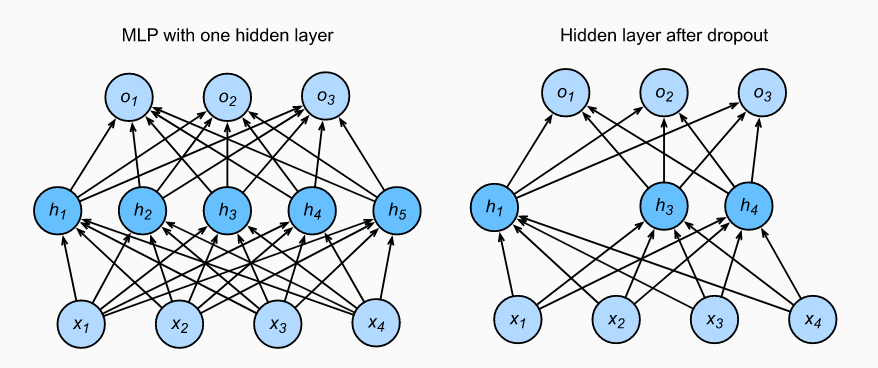 MLP with one hidden layer
Hidden layer after dropout
o1 o2 o3
o1 o2 o3
h1 h2 h3 h4 h5
h1 h3 h4
x1 x2 x3 x4
x1 x2 x3 x4